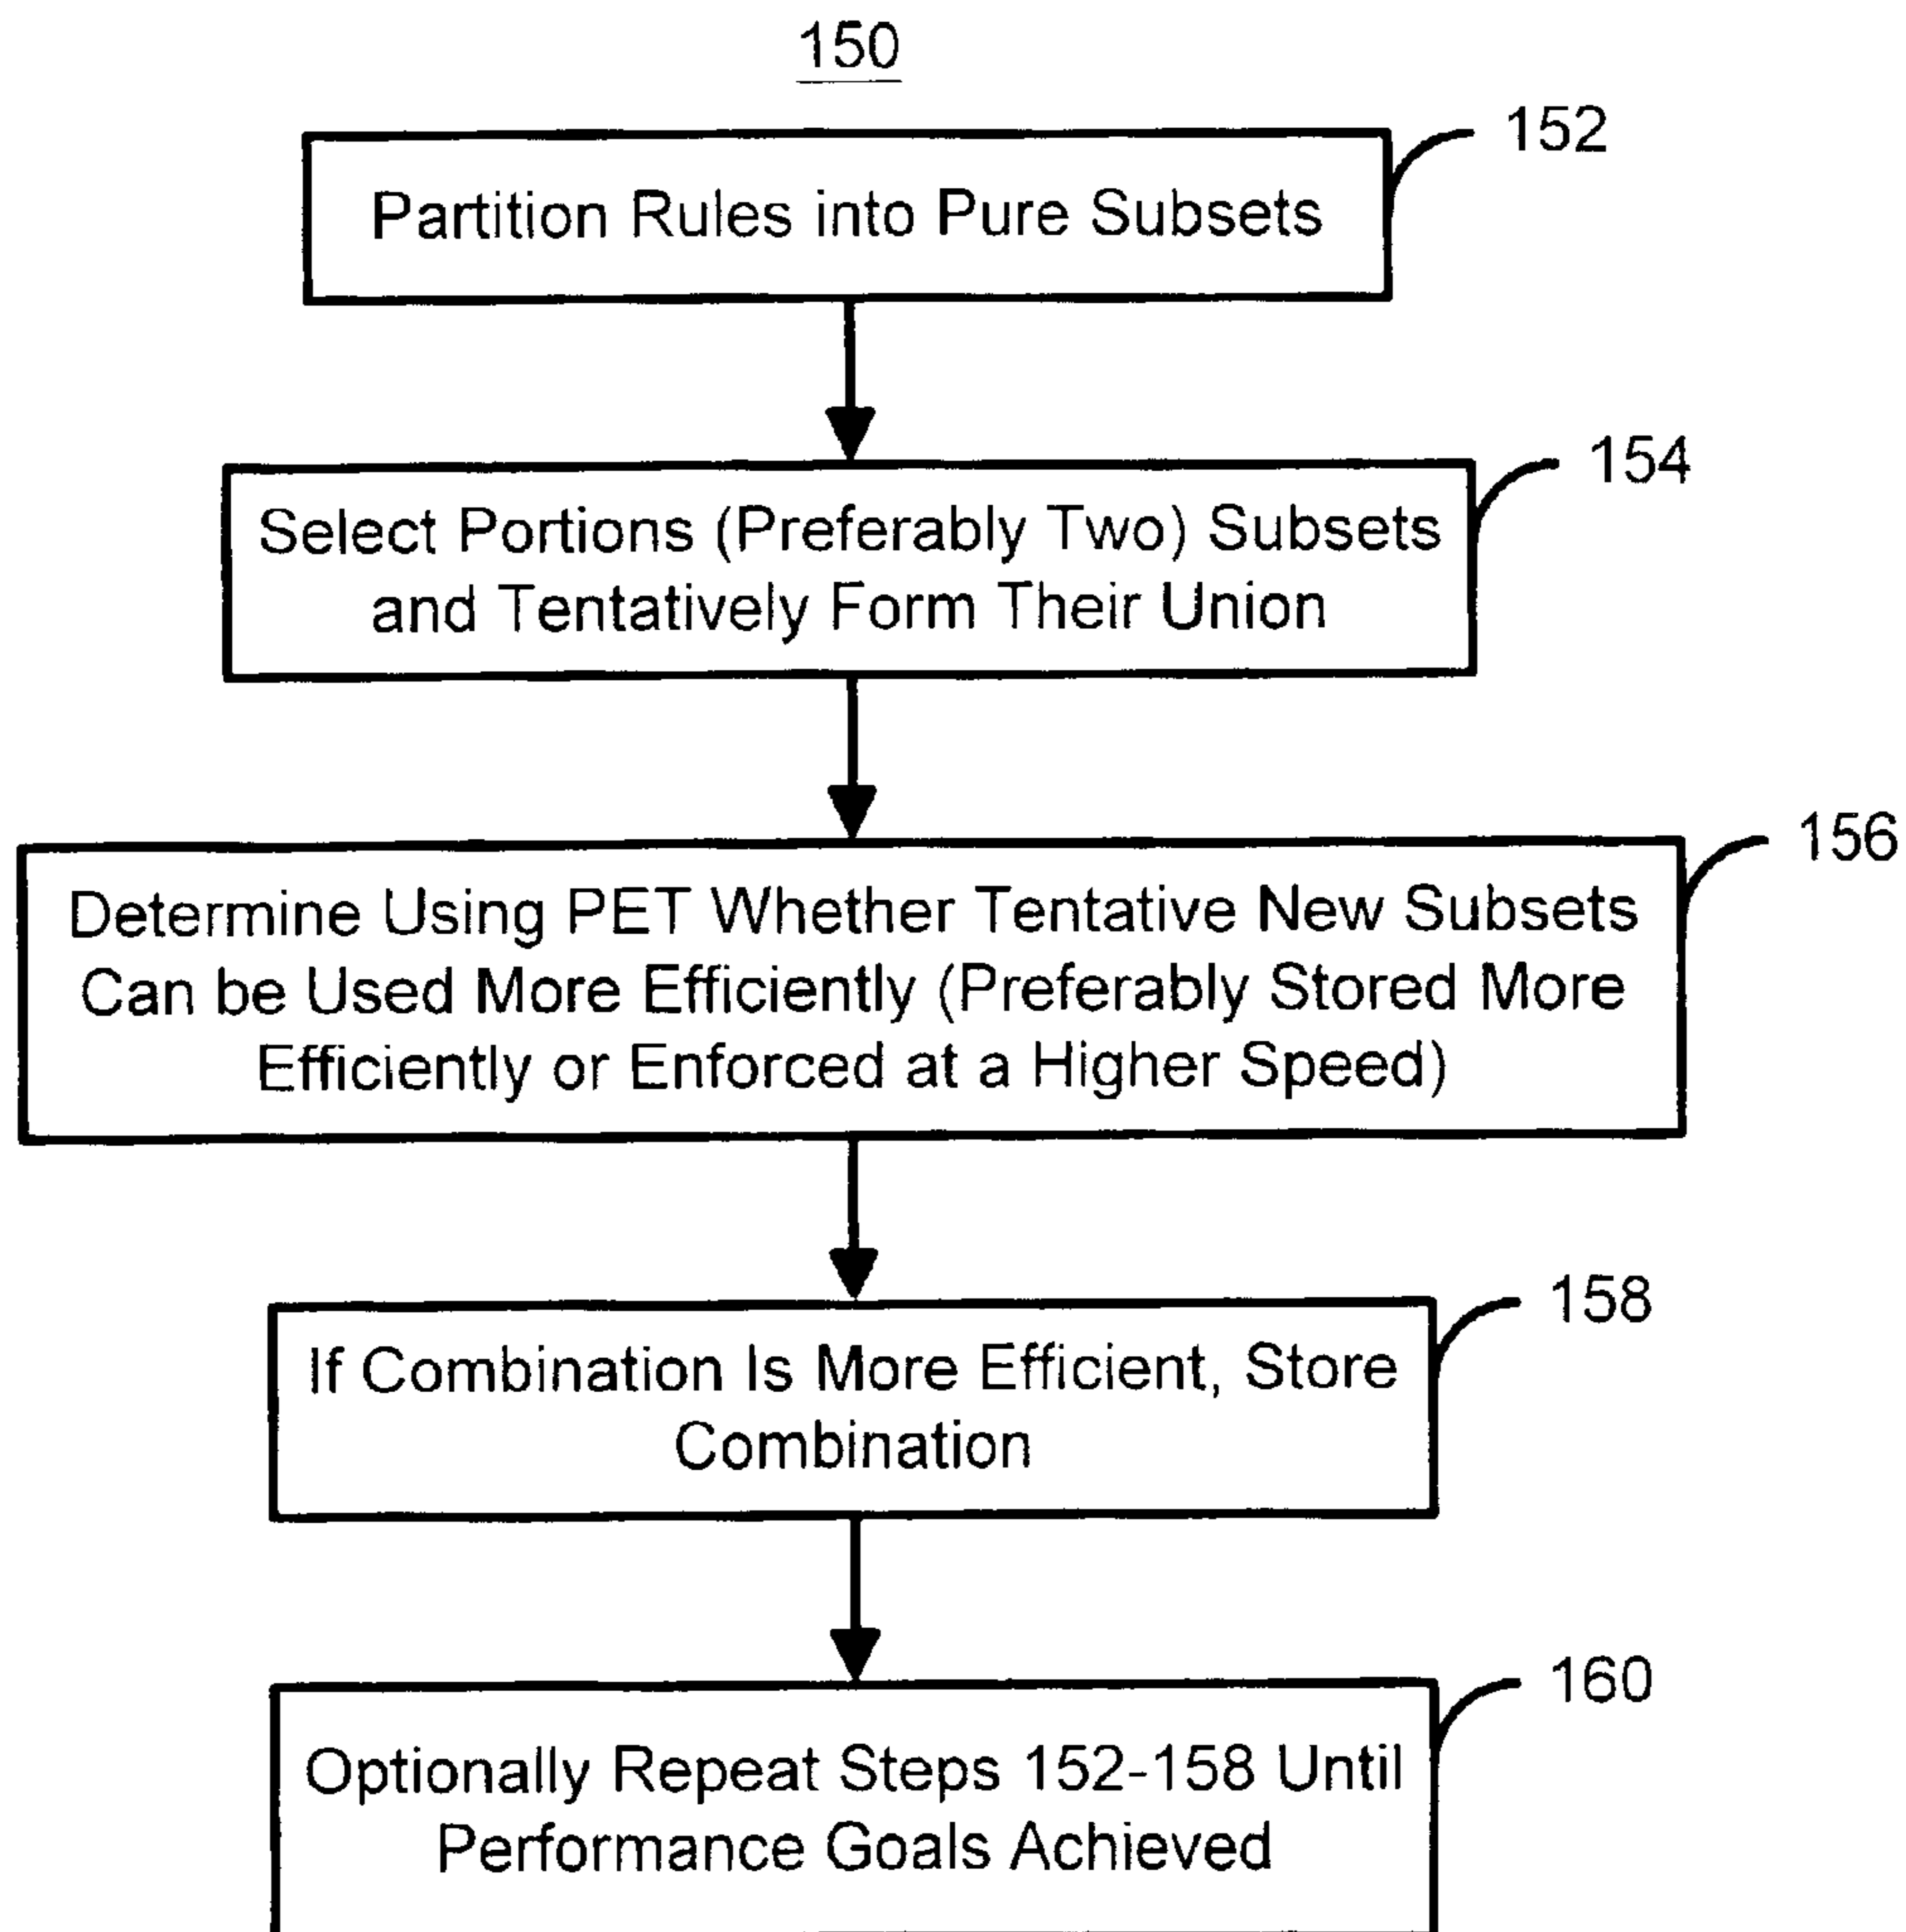 150
152
Partition Rules into Pure Subsets
154
Select Portions (Preferably Two) Subsets
and Tentatively Form Their Union
156
Determine Using PET Whether Tentative New Subsets
Can be Used More Efficiently (Preferably Stored More
Efficiently or Enforced at a Higher Speed)
158
If Combination Is More Efficient, Store
Combination
160
Optionally Repeat Steps 152-158 Until
Performance Goals Achieved